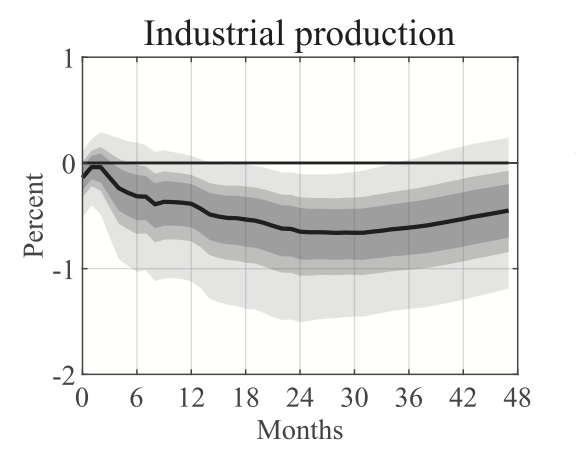 Industrial production
1
0
-1
-2
Percent
0 6 12 18 24 30 36 42 48
Months